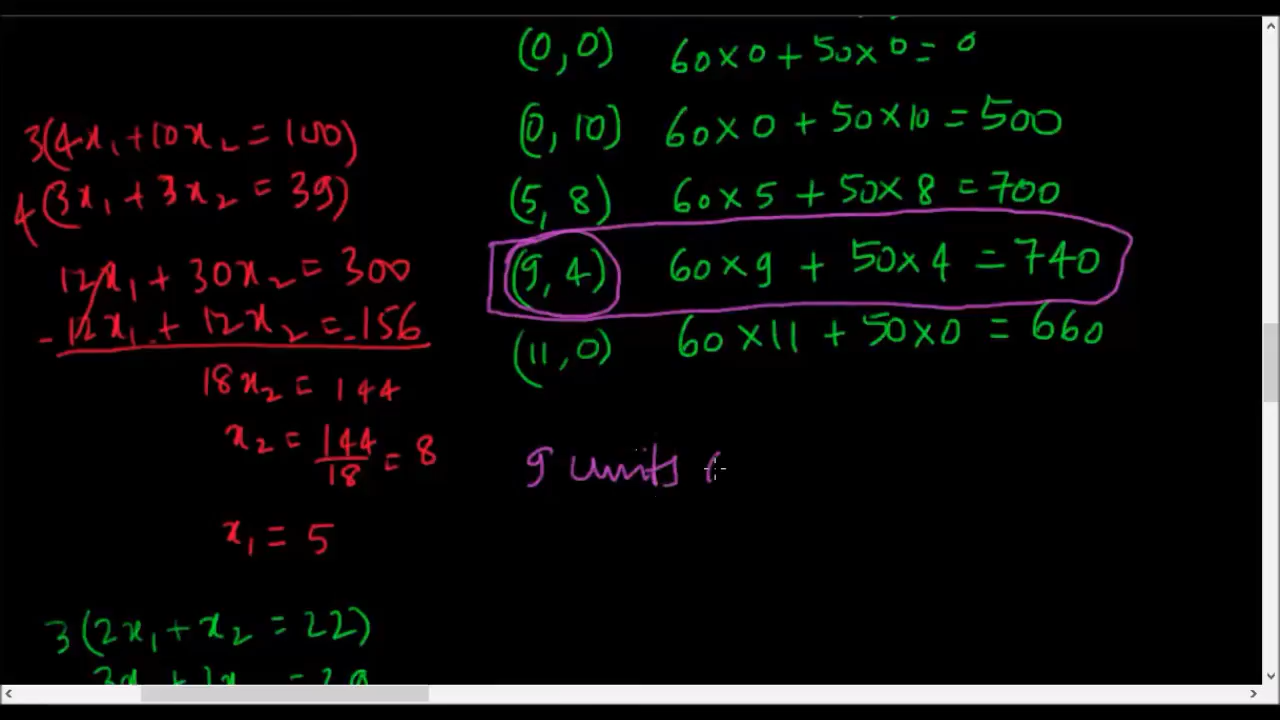 3(4x₁+10x₂ = 100)
4(3x₁ + 3x₂ = 39)
12x₁ + 30x₂ = 300
- 12x₁ + 12x₂ = -156
18x₂ = 144
x₂ = 144/18 = 8
x₁ = 5
3(2x₁ + x₂ = 22)
(0, 0) 60×0 + 50×0 = 0
(0, 10) 60×0 + 50×10 = 500
(5, 8) 60×5 + 50×8 = 700
(9, 4) 60×9 + 50×4 = 740
(11, 0) 60×11 + 50×0 = 660
9 units